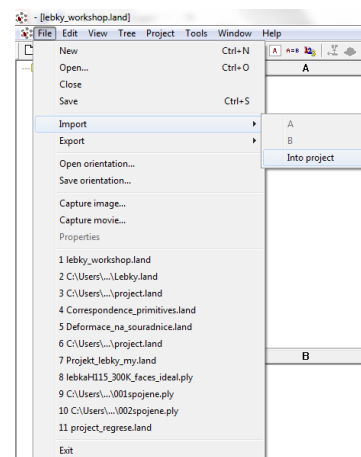 - [lebky_workshop.land]
File Edit View Tree Project Tools Window Help
A A=B
A
New Ctrl+N
Open... Ctrl+O
Close
Save Ctrl+S
Import
A
Export
B
Into project
Open orientation...
Save orientation...
Capture image...
Capture movie...
Properties
1 lebky_workshop.land
2 C:\Users\...\Lebky.land
3 C:\Users\...\project.land
4 Correspondence_primitives.land
5 Deformace_na_souradnice.land
6 C:\Users\...\project.land
7 Projekt_lebky_my.land
B
8 lebkaH115_300K_faces_ideal.ply
9 C:\Users\...\001spojene.ply
10 C:\Users\...\002spojene.ply
11 project_regrese.land
Exit